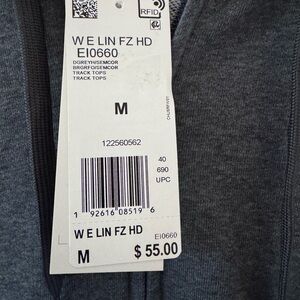 RFID
W E LIN FZ HD
EI0660
DGREYH/SEMCOR
BRGRFO/SEMCOR
TRACK TOPS
TRACK TOPS
M
122560562
40
690
UPC
1 92616 08519 6
W E LIN FZ HD
EI0660
M
$ 55.00